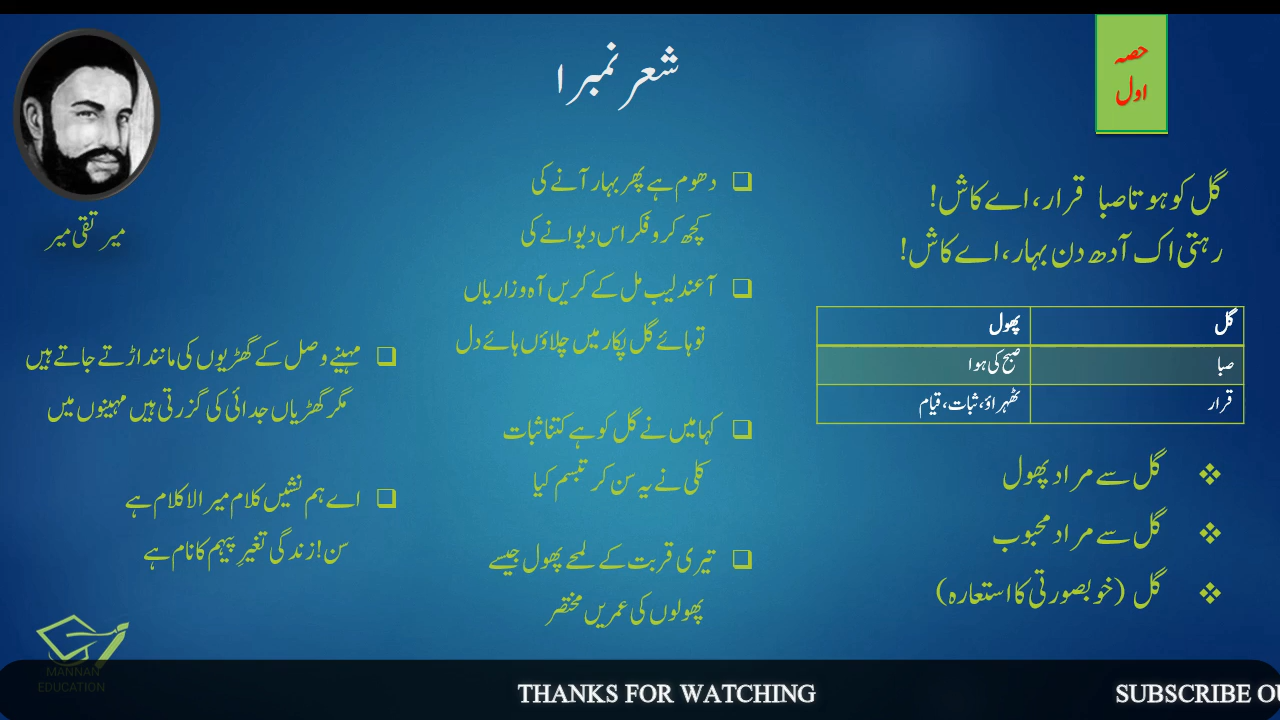 حصہ
اول
شعر نمبر ۱
گل کو ہوتا صبا قرار، اے کاش!
رہتی اک آدھ دن بہار، اے کاش!
گل پھول
صبا صبح کی ہوا
قرار ٹھہراؤ، ثبات، قیام
گل سے مراد پھول
گل سے مراد محبوب
گل (خوبصورتی کا استعارہ)
دھوم ہے پھر بہار آنے کی
کچھ کرو فکر اس دیوانے کی
آ عندلیب مل کے کریں آہ و زاریاں
تو ہائے گل پکار میں چلاؤں ہائے دل
کہا میں نے گل کو ہے کتنا ثبات
کلی نے یہ سن کر تبسم کیا
تیری قربت کے لمحے پھول جیسے
پھولوں کی عمریں مختصر
میر تقی میر
مہینے وصل کے گھڑیوں کی مانند اڑتے جاتے ہیں
مگر گھڑیاں جدائی کی گزرتی ہیں مہینوں میں
اے ہم نشیں کلام میرا لاکلام ہے
سن! زندگی تغیرِ پیہم کا نام ہے
MANNAN
EDUCATION
THANKS FOR WATCHING
SUBSCRIBE OU